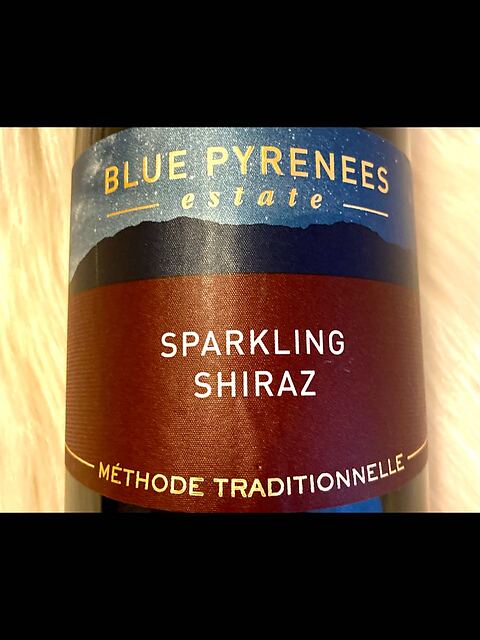 BLUE PYRENEES
estate
SPARKLING
SHIRAZ
MÉTHODE TRADITIONNELLE